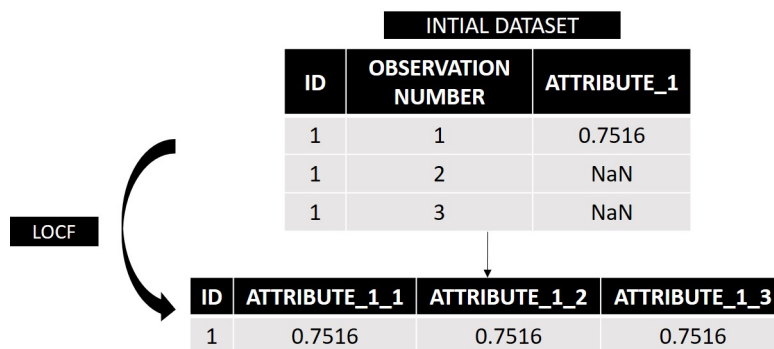 INTIAL DATASET
ID OBSERVATION NUMBER ATTRIBUTE_1
1 1 0.7516
1 2 NaN
1 3 NaN
LOCF
ID ATTRIBUTE_1_1 ATTRIBUTE_1_2 ATTRIBUTE_1_3
1 0.7516 0.7516 0.7516